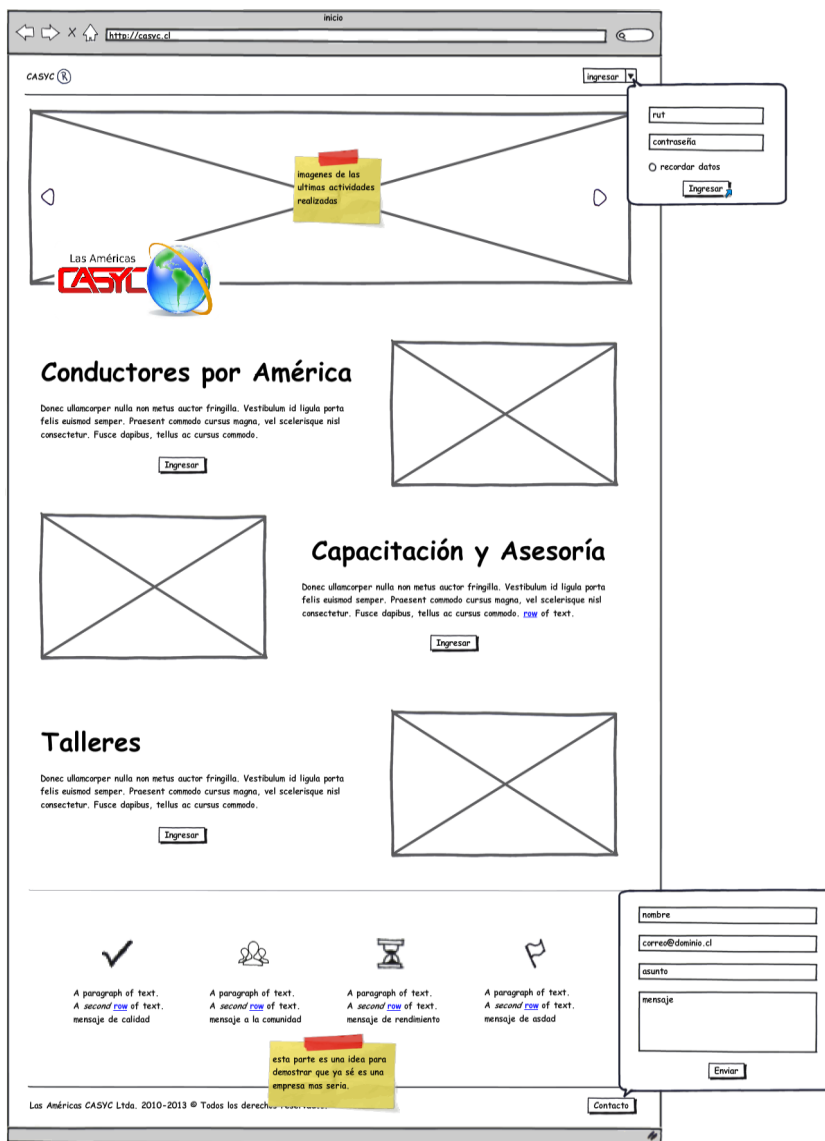 inicio
http://casyc.cl
CASYC R
ingresar
rut
contraseña
recordar datos
Ingresar
imagenes de las
ultimas actividades
realizadas
Las Américas
CASYC
Conductores por América
Donec ullamcorper nulla non metus auctor fringilla. Vestibulum id ligula porta
felis euismod semper. Praesent commodo cursus magna, vel scelerisque nisl
consectetur. Fusce dapibus, tellus ac cursus commodo.
Ingresar
Capacitación y Asesoría
Donec ullamcorper nulla non metus auctor fringilla. Vestibulum id ligula porta
felis euismod semper. Praesent commodo cursus magna, vel scelerisque nisl
consectetur. Fusce dapibus, tellus ac cursus commodo. row of text.
Ingresar
Talleres
Donec ullamcorper nulla non metus auctor fringilla. Vestibulum id ligula porta
felis euismod semper. Praesent commodo cursus magna, vel scelerisque nisl
consectetur. Fusce dapibus, tellus ac cursus commodo.
Ingresar
A paragraph of text.
A second row of text.
mensaje de calidad
A paragraph of text.
A second row of text.
mensaje a la comunidad
A paragraph of text.
A second row of text.
mensaje de rendimiento
A paragraph of text.
A second row of text.
mensaje de asdad
nombre
correo@dominio.cl
asunto
mensaje
Enviar
esta parte es una idea para
demostrar que ya sé es una
empresa mas seria.
Las Américas CASYC Ltda. 2010-2013 © Todos los derechos reservados.
Contacto